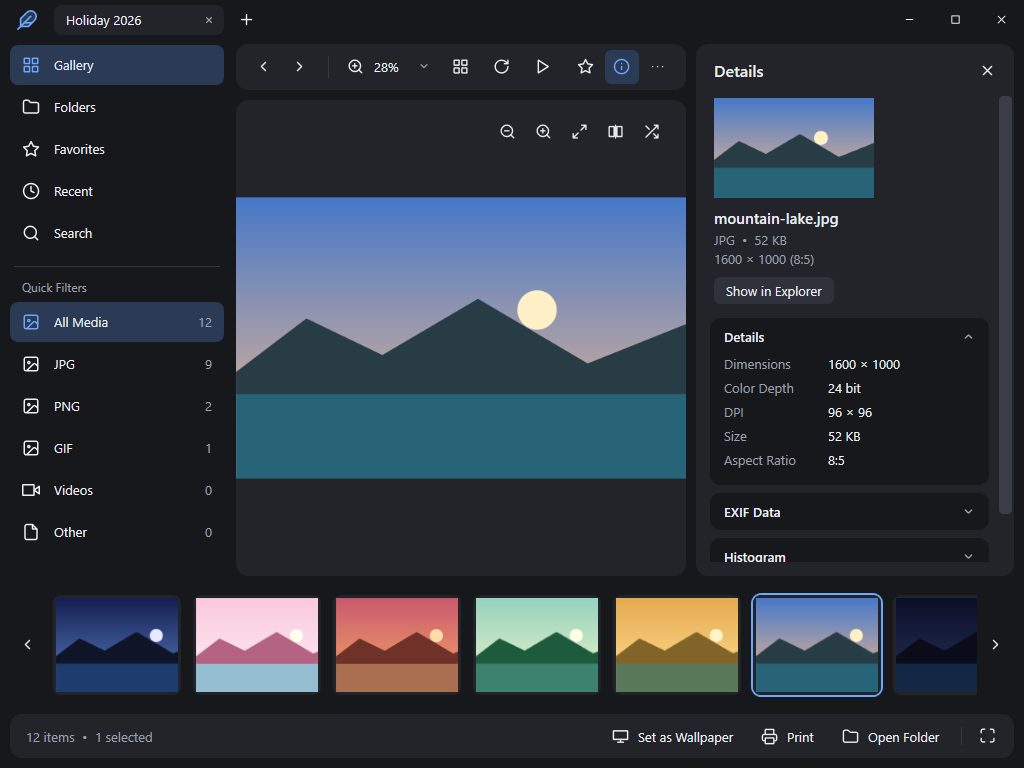 Holiday 2026
Gallery
Folders
Favorites
Recent
Search
Quick Filters
All Media 12
JPG 9
PNG 2
GIF 1
Videos 0
Other 0
28%
Details
mountain-lake.jpg
JPG • 52 KB
1600 × 1000 (8:5)
Show in Explorer
Details
Dimensions 1600 × 1000
Color Depth 24 bit
DPI 96 × 96
Size 52 KB
Aspect Ratio 8:5
EXIF Data
Histogram
12 items • 1 selected
Set as Wallpaper
Print
Open Folder